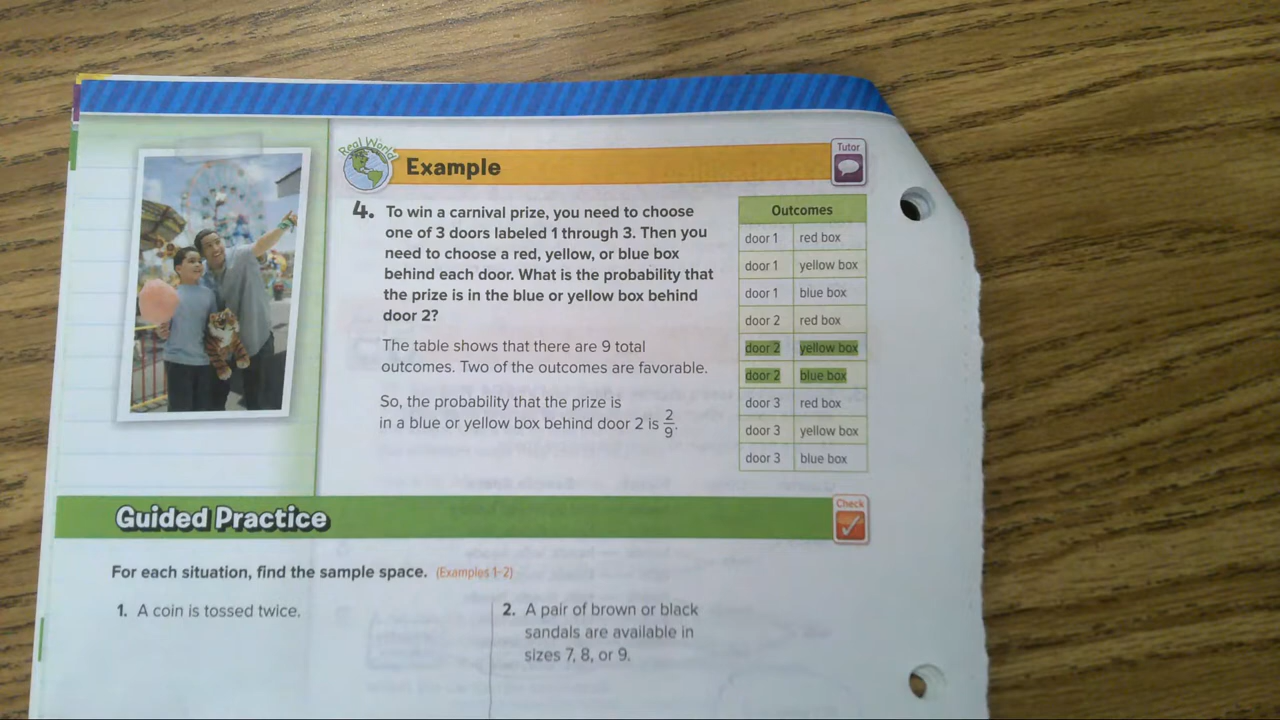 Real World
Example
Tutor
4. To win a carnival prize, you need to choose
one of 3 doors labeled 1 through 3. Then you
need to choose a red, yellow, or blue box
behind each door. What is the probability that
the prize is in the blue or yellow box behind
door 2?
The table shows that there are 9 total
outcomes. Two of the outcomes are favorable.
So, the probability that the prize is
in a blue or yellow box behind door 2 is 2/9.
Outcomes
door 1 red box
door 1 yellow box
door 1 blue box
door 2 red box
door 2 yellow box
door 2 blue box
door 3 red box
door 3 yellow box
door 3 blue box
Guided Practice
Check
For each situation, find the sample space. (Examples 1–2)
1. A coin is tossed twice.
2. A pair of brown or black
sandals are available in
sizes 7, 8, or 9.